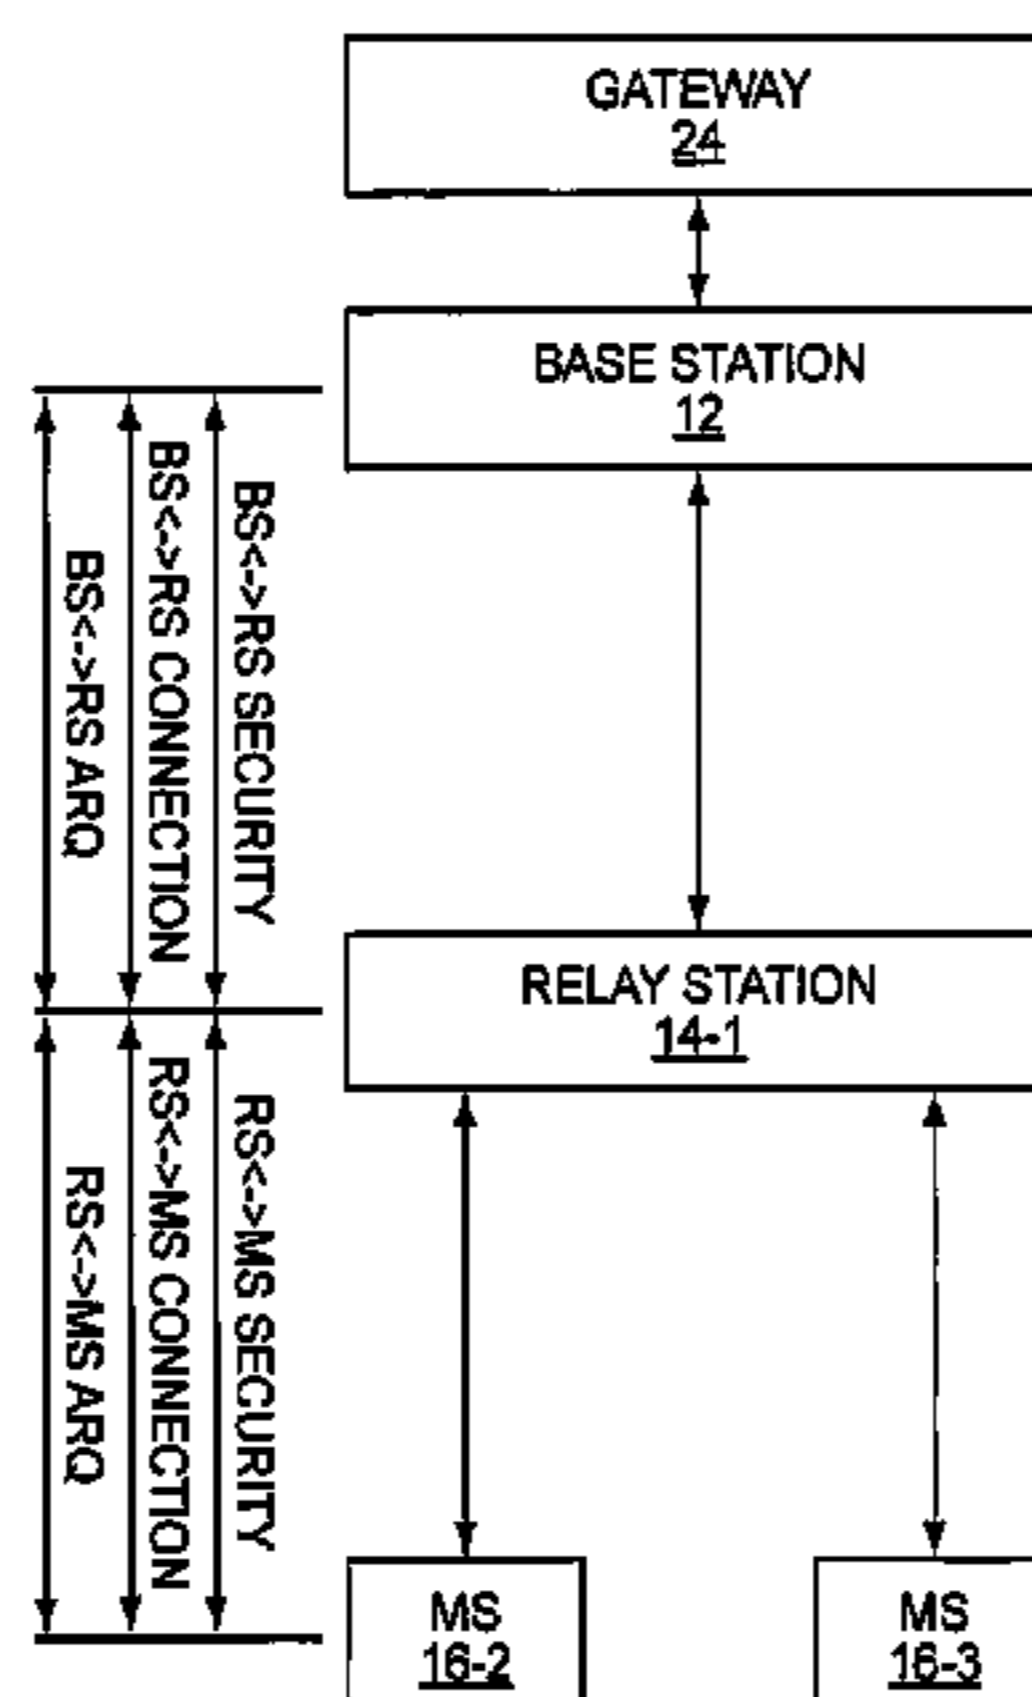 GATEWAY
24
BASE STATION
12
BS<->RS SECURITY
BS<->RS CONNECTION
BS<->RS ARQ
RELAY STATION
14-1
RS<->MS SECURITY
RS<->MS CONNECTION
RS<->MS ARQ
MS
16-2
MS
16-3